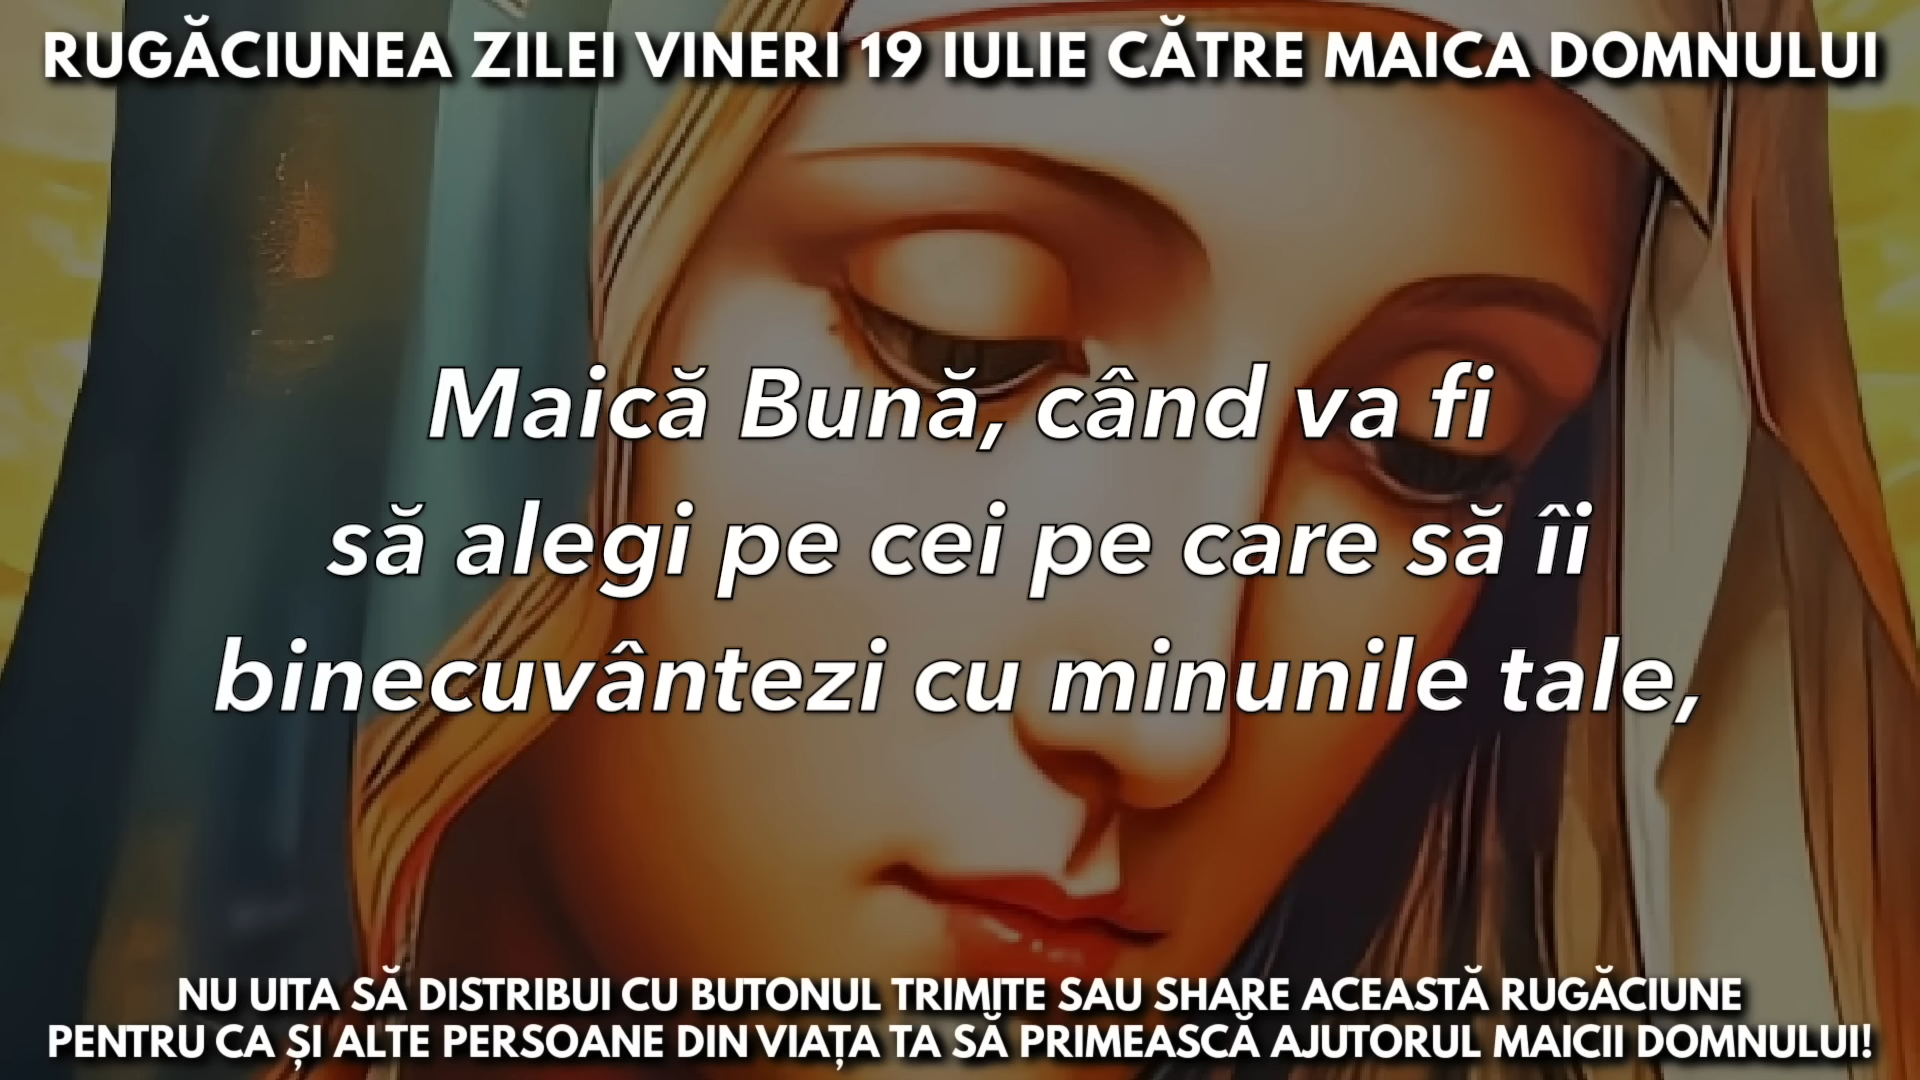 RUGĂCIUNEA ZILEI VINERI 19 IULIE CĂTRE MAICA DOMNULUI
Maică Bună, când va fi
să alegi pe cei pe care să îi
binecuvântezi cu minunile tale,
NU UITA SĂ DISTRIBUI CU BUTONUL TRIMITE SAU SHARE ACEASTĂ RUGĂCIUNE
PENTRU CA ȘI ALTE PERSOANE DIN VIAȚA TA SĂ PRIMEASCĂ AJUTORUL MAICII DOMNULUI!